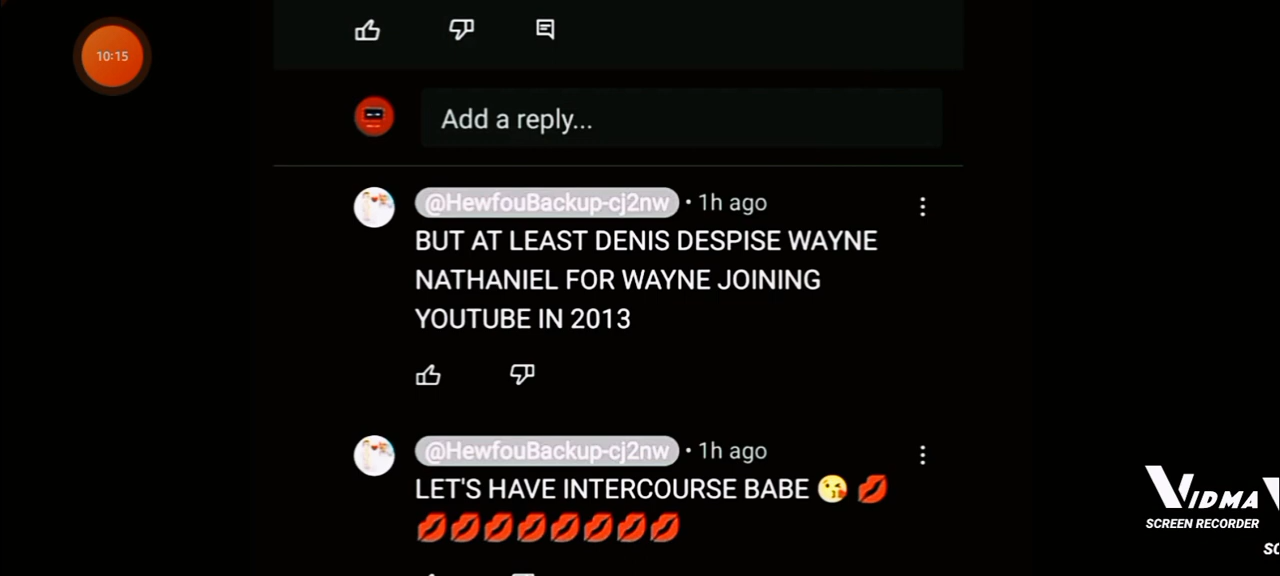 10:15
Add a reply...
@HewfouBackup-cj2nw • 1h ago
BUT AT LEAST DENIS DESPISE WAYNE
NATHANIEL FOR WAYNE JOINING
YOUTUBE IN 2013
@HewfouBackup-cj2nw • 1h ago
LET'S HAVE INTERCOURSE BABE 😘 💋
💋💋💋💋💋💋💋💋
VIDMA
SCREEN RECORDER